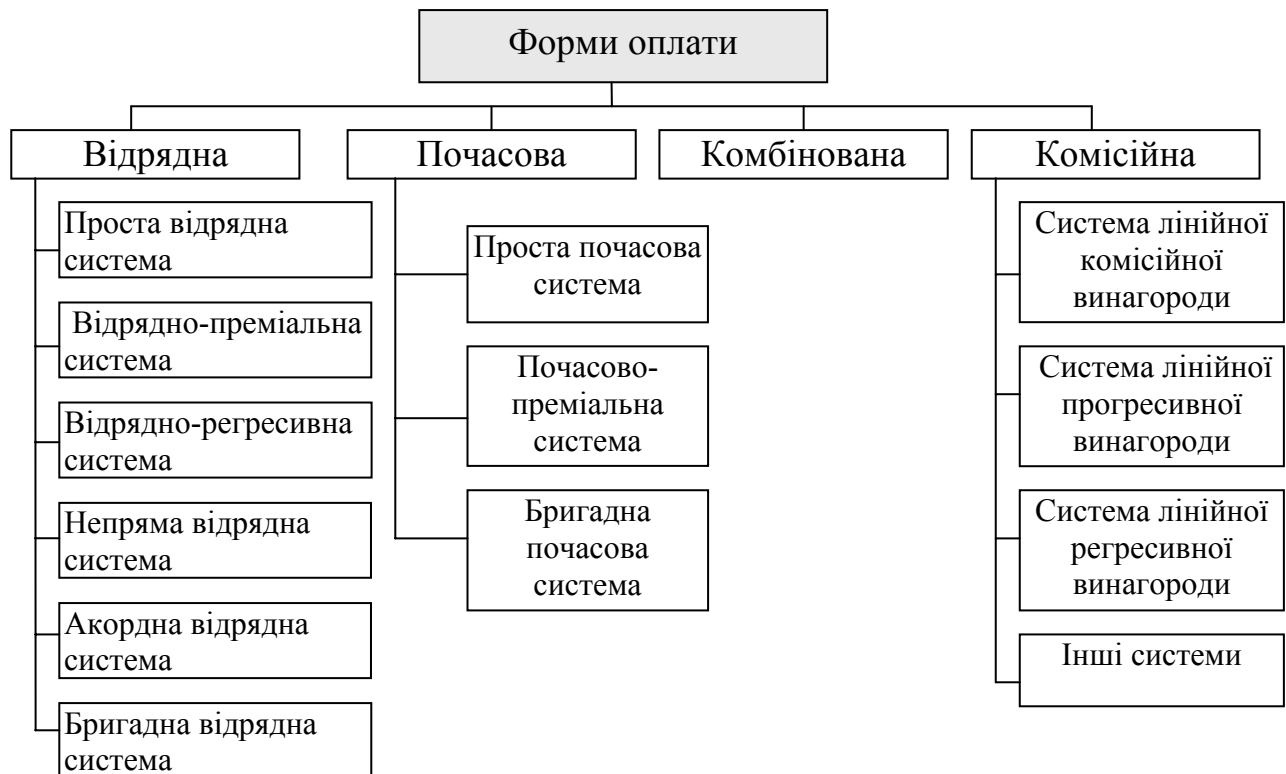 Форми оплати
Відрядна
Почасова
Комбінована
Комісійна
Проста відрядна
система
Відрядно-преміальна
система
Відрядно-регресивна
система
Непряма відрядна
система
Акордна відрядна
система
Бригадна відрядна
система
Проста почасова
система
Почасово-
преміальна
система
Бригадна
почасова
система
Система лінійної
комісійної
винагороди
Система лінійної
прогресивної
винагороди
Система лінійної
регресивної
винагороди
Інші системи